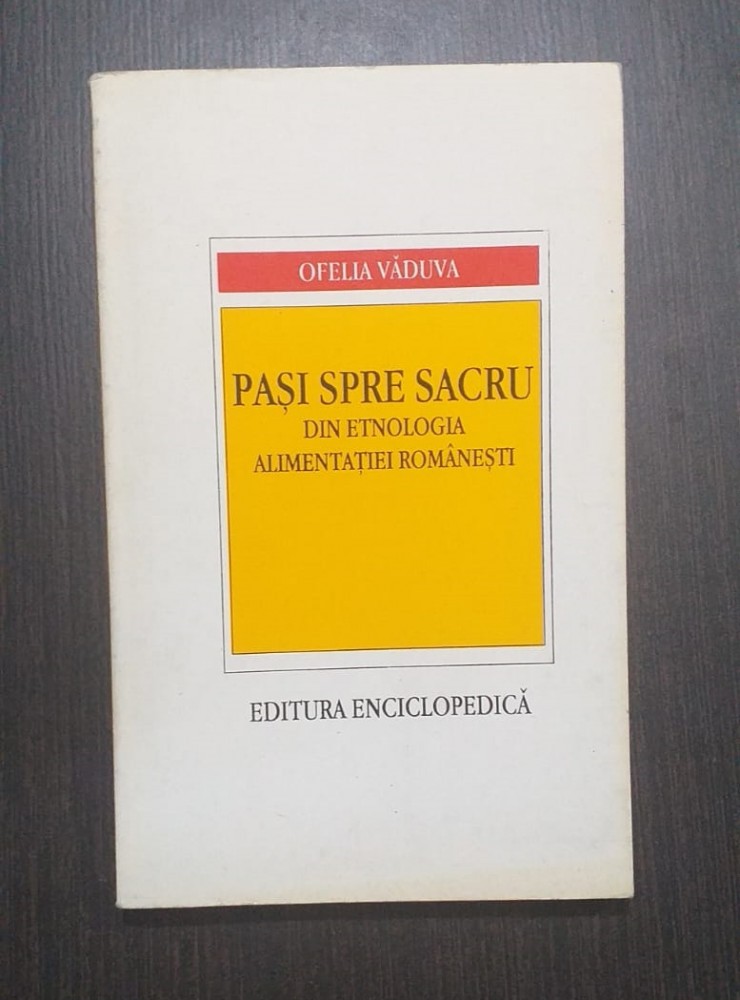 OFELIA VĂDUVA
PAȘI SPRE SACRU
DIN ETNOLOGIA
ALIMENTAȚIEI ROMÂNEȘTI
EDITURA ENCICLOPEDICĂ